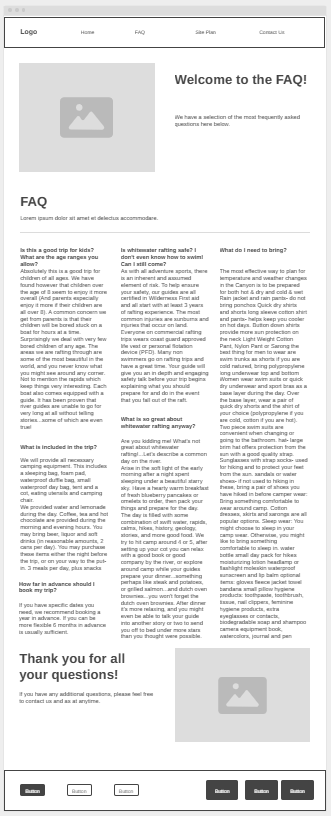 Logo
Home
FAQ
Site Plan
Contact Us
Welcome to the FAQ!
We have a selection of the most frequently asked
questions here below.
FAQ
Lorem ipsum dolor sit amet et delectus accommodare.
Is this a good trip for kids?
What are the age ranges you
allow?
Absolutely this is a good trip for
children of all ages. We have
found however that children over
the age of 8 seem to enjoy it more
overall (And parents especially
enjoy it more if their children are
all over 8). A common concern we
get from parents is that their
children will be bored stuck on a
boat for hours at a time.
Surprisingly we deal with very few
bored children of any age. The
areas we are rafting through are
some of the most beautiful in the
world, and you never know what
you might see around any corner.
Not to mention the rapids which
keep things very interesting. Each
boat also comes equipped with a
guide. It has been proven that
river guides are unable to go for
very long at all without telling
stories...some of which are even
true!
What is included in the trip?
We will provide all necessary
camping equipment. This includes
a sleeping bag, foam pad,
waterproof duffle bag, small
waterproof day bag, tent and a
cot, eating utensils and camping
chair.
We provide water and lemonade
during the day. Coffee, tea and hot
chocolate are provided during the
morning and evening hours. You
may bring beer, liquor and soft
drinks (in reasonable amounts, 2
cans per day). You may purchase
these items either the night before
the trip, or on your way to the put-
in. 3 meals per day, plus snacks.
How far in advance should I
book my trip?
If you have specific dates you
need, we recommend booking a
year in advance. If you can be
more flexible 6 months in advance
is usually sufficient.
Is whitewater rafting safe? I
don't even know how to swim!
Can I still come?
As with all adventure sports, there
is an inherent and assumed
element of risk. To help ensure
your safety, our guides are all
certified in Wilderness First aid
and all start with at least 3 years
of rafting experience. The most
common injuries are sunburns and
injuries that occur on land.
Everyone on commercial rafting
trips wears coast guard approved
life vest or personal flotation
device (PFD). Many non
swimmers go on rafting trips and
have a great time. Your guide will
give you an in depth and engaging
safety talk before your trip begins
explaining what you should
prepare for and do in the event
that you fall out of the raft.
What is so great about
whitewater rafting anyway?
Are you kidding me! What's not
great about whitewater
rafting!...Let's describe a common
day on the river.
Arise in the soft light of the early
morning after a night spent
sleeping under a beautiful starry
sky. Have a hearty warm breakfast
of fresh blueberry pancakes or
omelets, then pack up your
things and prepare for the day.
The day is filled with some
combination of swift water, rapids,
calms, hikes, history, geology,
stories, and more good food. We
try to hit camp around 4 or 5, after
setting up your cot you can relax
with a good book or good
company by the river, or explore
around camp while your guides
prepare your dinner...something
perhaps like steak and potatoes,
or grilled salmon...and dutch oven
brownies...you won't forget the
dutch oven brownies. After dinner
it's more relaxing, and you might
even be able to talk your guide
into another story or two to send
you off to bed under more stars
than you thought were possible.
What do I need to bring?
The most effective way to plan for
temperature and weather changes
in the Canyon is to be prepared
for both hot & dry and cold & wet
Rain jacket and rain pants- do not
bring ponchos Quick dry shirts
and shorts long sleeve cotton shirt
and pants- helps keep you cooler
on hot days. Button down shirts
provide more sun protection on
the neck Light Weight Cotton
Pant, Nylon Pant or Sarong the
best thing for men to wear are
swim trunks as shorts if you are
cold natured, bring polypropylene
long underwear top and bottom
Women wear swim suits or quick
dry underwear and sport bras as a
base layer during the day. Over
the base layer, wear a pair of
quick dry shorts and the shirt of
your choice (polypropylene if you
are cold, cotton if you are hot).
Two piece swim suits are
convenient when changing or
going to the bathroom. hat- large
brim hat offers protection from the
sun with a good quality strap.
Sunglasses with strap socks- used
for hiking and to protect your feet
from the sun. sandals or water
shoes- if not used to hiking in
these, bring a pair of shoes you
have hiked in before camper wear:
Bring something comfortable to
wear around camp. Cotton
dresses, skirts and sarongs are all
popular options. Sleep wear: You
might choose to sleep in your
camp wear. Otherwise, you might
like to bring something
comfortable to sleep in. water
bottle small day bag with clip able
moisturizing lotion headlamp or
flashlight moleskin waterproof
sunscreen and lip balm optional
items: gloves fleece jacket towel
bandana small pillow hygiene
products: toothpaste, toothbrush,
tissue, nail clippers, feminine
hygiene products, extra
eyeglasses or contacts,
biodegradable soap and shampoo
camera equipment book,
watercolors, journal and pen
Thank you for all
your questions!
If you have any additional questions, please feel free
to contact us and as at anytime.
Button
Button
Button
Button
Button
Button